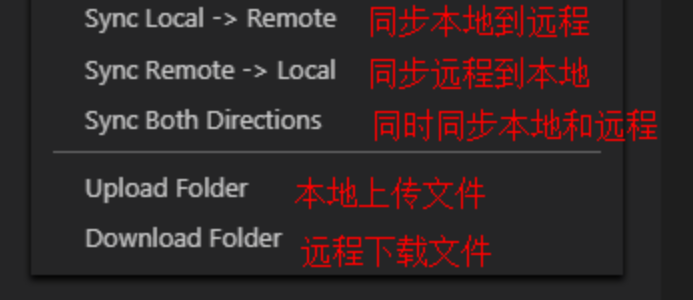 Sync Local -> Remote 同步本地到远程
Sync Remote -> Local 同步远程到本地
Sync Both Directions 同时同步本地和远程
Upload Folder 本地上传文件
Download Folder 远程下载文件